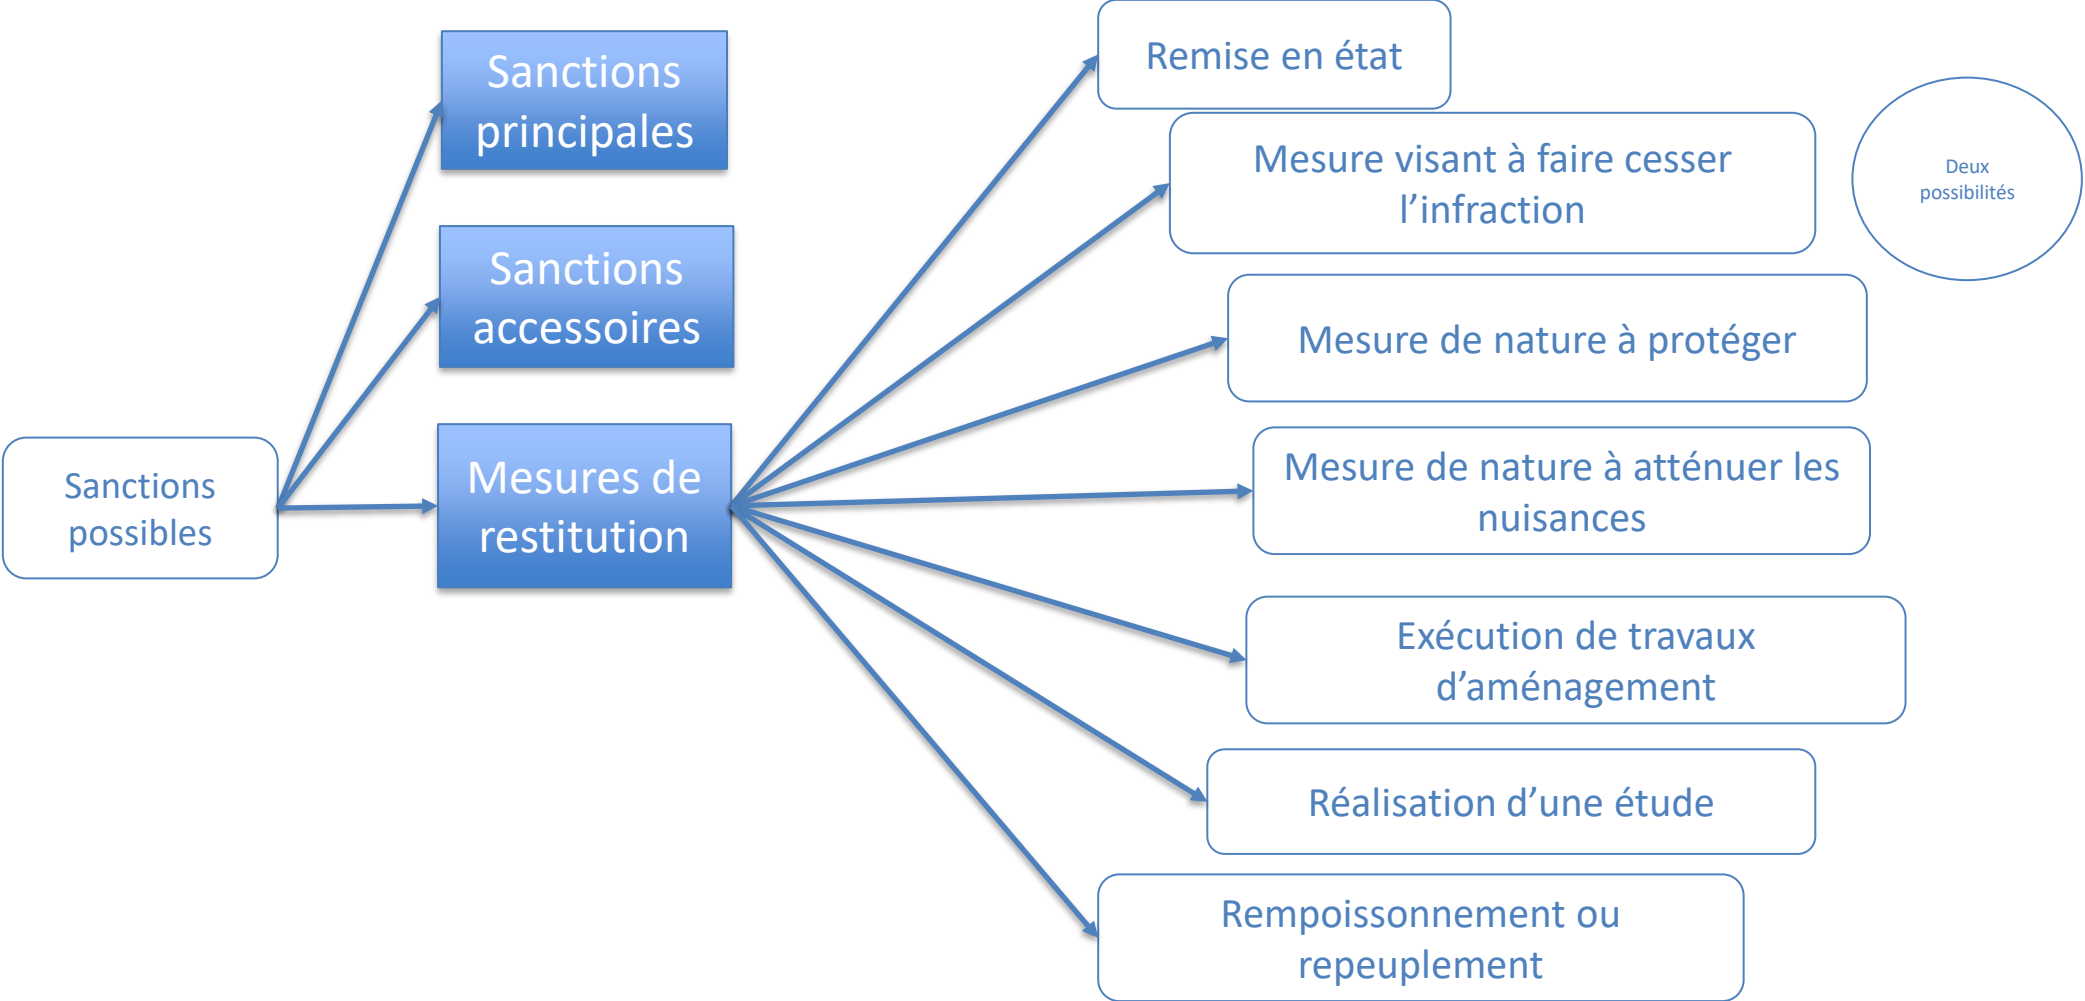 Sanctions
possibles
Sanctions
principales
Sanctions
accessoires
Mesures de
restitution
Remise en état
Mesure visant à faire cesser
l’infraction
Deux
possibilités
Mesure de nature à protéger
Mesure de nature à atténuer les
nuisances
Exécution de travaux
d’aménagement
Réalisation d’une étude
Rempoissonnement ou
repeuplement